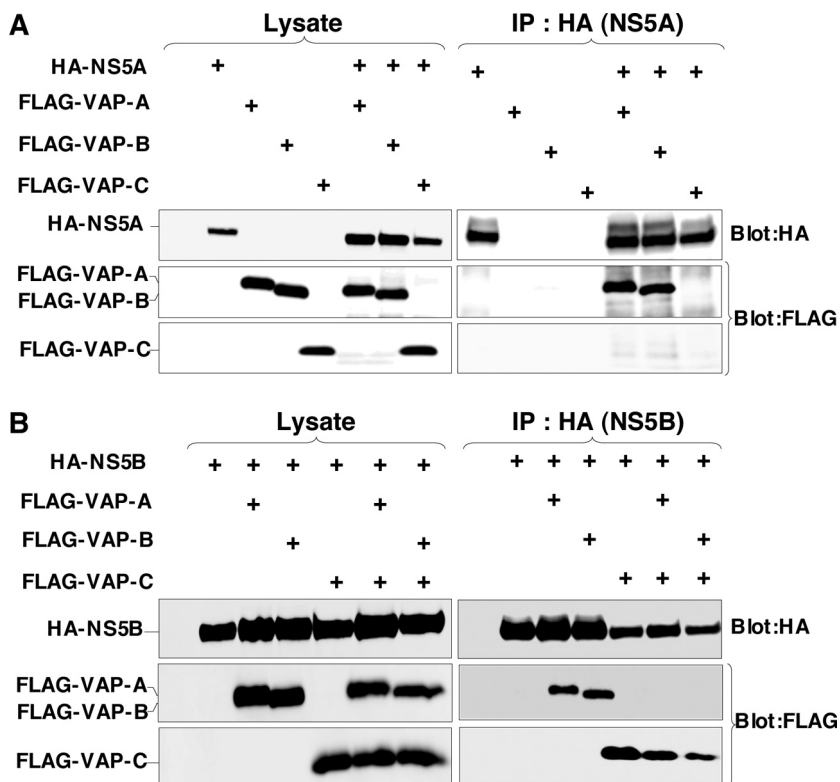 A
Lysate
IP : HA (NS5A)
HA-NS5A + + + + + + + +
FLAG-VAP-A + + + +
FLAG-VAP-B + + + +
FLAG-VAP-C + + + +
HA-NS5A
Blot:HA
FLAG-VAP-A
FLAG-VAP-B
Blot:FLAG
FLAG-VAP-C
B
Lysate
IP : HA (NS5B)
HA-NS5B + + + + + + + + + + + +
FLAG-VAP-A + + + +
FLAG-VAP-B + + + +
FLAG-VAP-C + + + + + +
HA-NS5B
Blot:HA
FLAG-VAP-A
FLAG-VAP-B
Blot:FLAG
FLAG-VAP-C